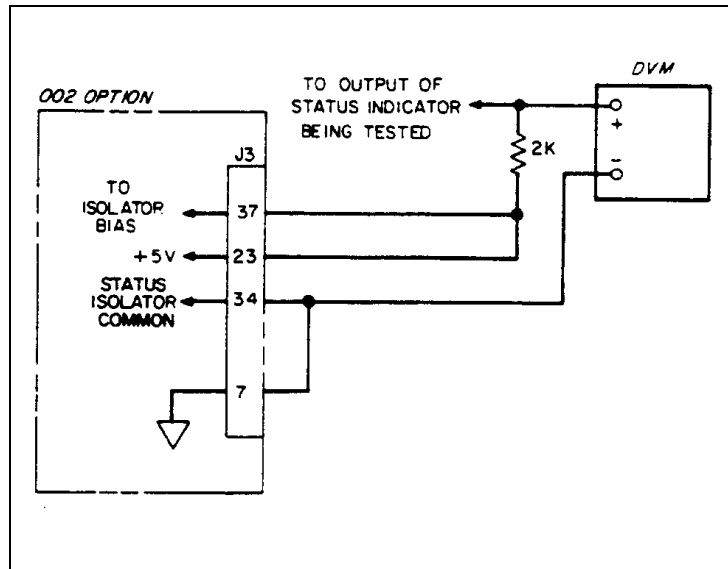 002 OPTION
TO OUTPUT OF
STATUS INDICATOR
BEING TESTED
DVM
+
-
2K
J3
TO
ISOLATOR
BIAS
37
+5V
23
STATUS
ISOLATOR
COMMON
34
7